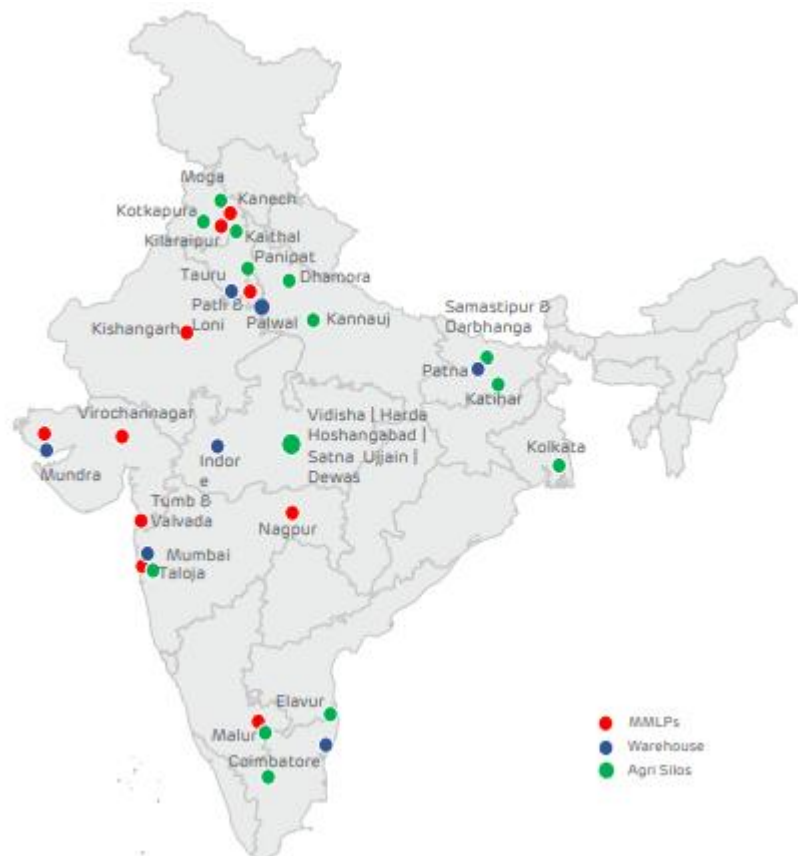 Moga
Kanech
Kotkapura
Kilaraipur
Kaithal
Panipat
Tauru
Dhamora
Patli &
Loni
Palwal
Kannauj
Kishangarh
Samastipur &
Darbhanga
Patna
Katihar
Virochannagar
Mundra
Indor
e
Vidisha | Harda
Hoshangabad |
Satna Ujjain |
Dewas
Kolkata
Tumb &
Valvada
Nagpur
Mumbai
Taloja
Elavur
Malur
Coimbatore
MMLPs
Warehouse
Agri Silos